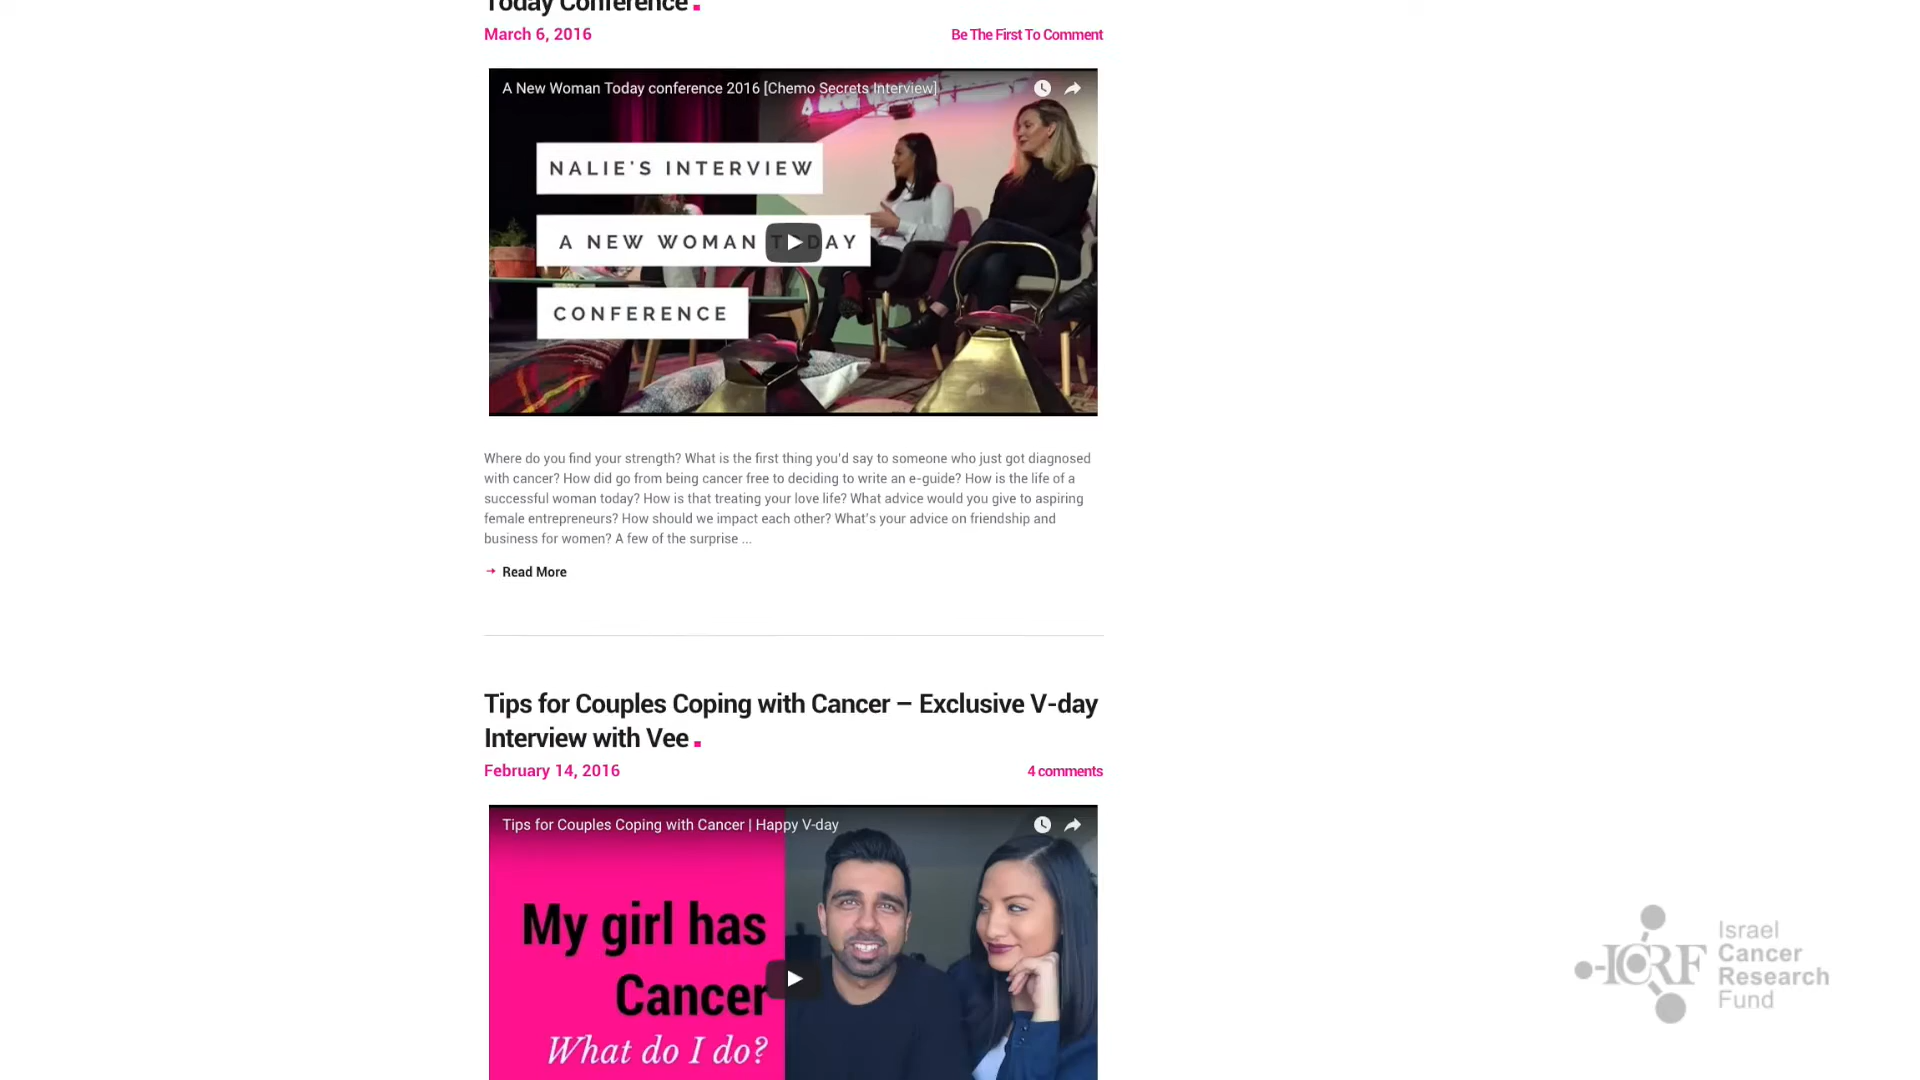 Today Conference.
March 6, 2016
Be The First To Comment
A New Woman Today conference 2016 [Chemo Secrets Interview]
NALIE'S INTERVIEW
A NEW WOMAN TODAY
CONFERENCE
Where do you find your strength? What is the first thing you'd say to someone who just got diagnosed
with cancer? How did go from being cancer free to deciding to write an e-guide? How is the life of a
successful woman today? How is that treating your love life? What advice would you give to aspiring
female entrepreneurs? How should we impact each other? What's your advice on friendship and
business for women? A few of the surprise ...
→ Read More
Tips for Couples Coping with Cancer – Exclusive V-day
Interview with Vee.
February 14, 2016
4 comments
Tips for Couples Coping with Cancer | Happy V-day
My girl has
Cancer
What do I do?
ICRF
Israel
Cancer
Research
Fund